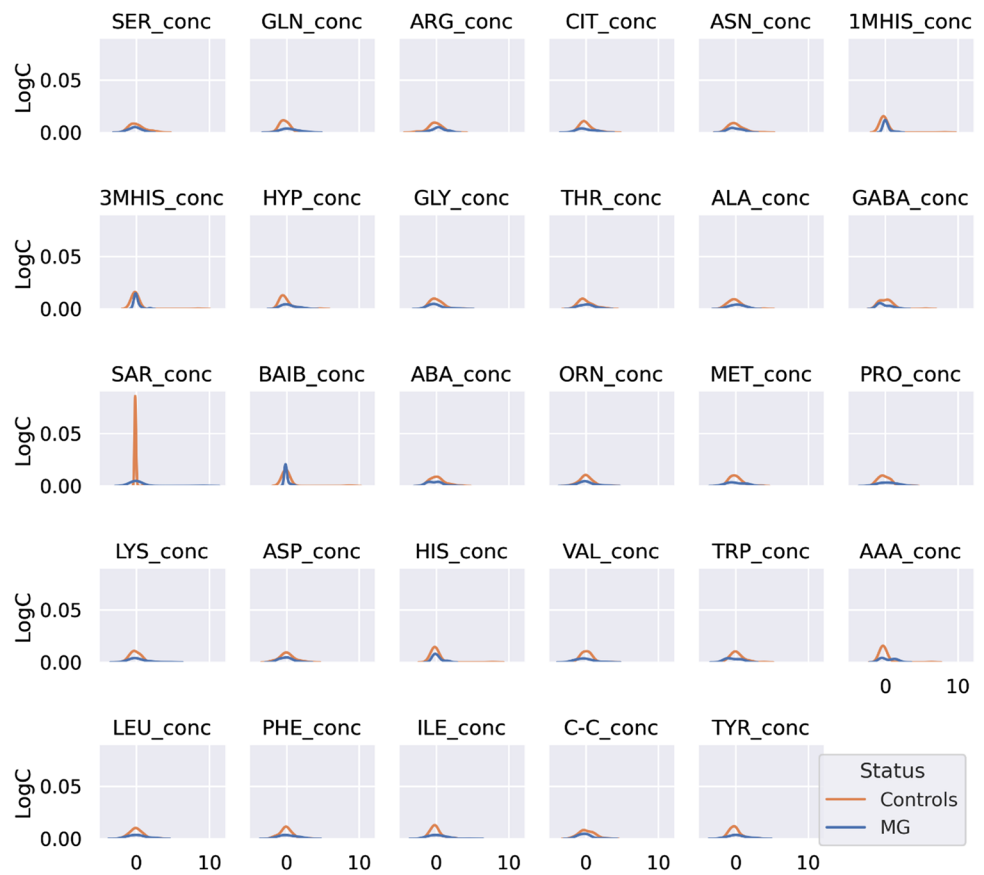 SER_conc GLN_conc ARG_conc CIT_conc ASN_conc 1MHIS_conc
LogC
0.05
0.00
3MHIS_conc HYP_conc GLY_conc THR_conc ALA_conc GABA_conc
LogC
0.05
0.00
SAR_conc BAIB_conc ABA_conc ORN_conc MET_conc PRO_conc
LogC
0.05
0.00
LYS_conc ASP_conc HIS_conc VAL_conc TRP_conc AAA_conc
LogC
0.05
0.00
0 10
LEU_conc PHE_conc ILE_conc C-C_conc TYR_conc
LogC
0.05
0.00
0 10 0 10 0 10 0 10 0 10
Status
Controls
MG